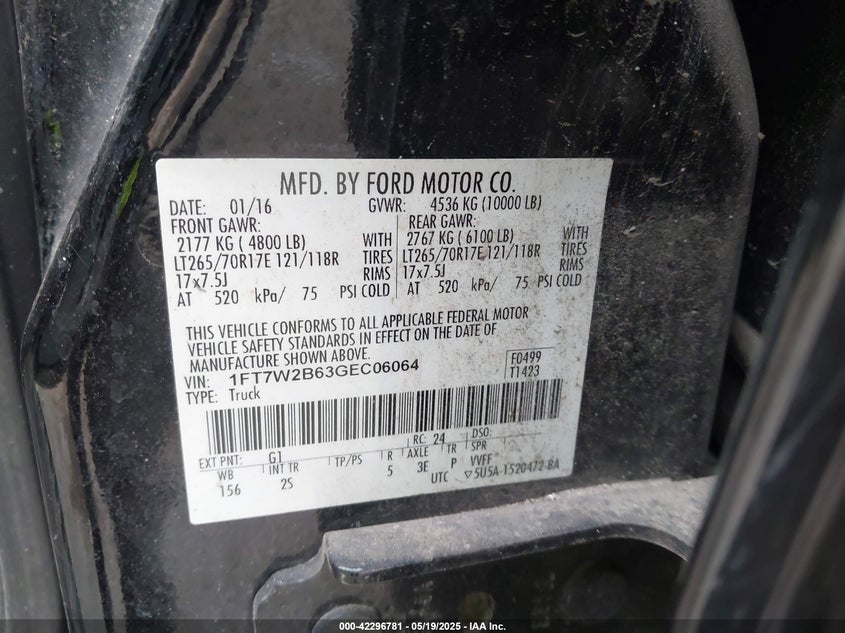 MFD. BY FORD MOTOR CO.
DATE: 01/16 GVWR: 4536 KG (10000 LB)
FRONT GAWR: REAR GAWR:
2177 KG ( 4800 LB) WITH 2767 KG ( 6100 LB) WITH
LT265/70R17E 121/118R TIRES LT265/70R17E 121/118R TIRES
17x7.5J RIMS 17x7.5J RIMS
AT 520 kPa/ 75 PSI COLD AT 520 kPa/ 75 PSI COLD
THIS VEHICLE CONFORMS TO ALL APPLICABLE FEDERAL MOTOR
VEHICLE SAFETY STANDARDS IN EFFECT ON THE DATE OF
MANUFACTURE SHOWN ABOVE.
VIN: 1FT7W2B63GEC06064 F0499
TYPE: Truck T1423
EXT PNT: G1 RC: 24 DSO:
WB INT TR TP/PS R AXLE TR SPR
156 2S 5 3E P VVFF
UTC ▽5U5A-1520472-BA
000-42296781 - 05/19/2025 - IAA Inc.